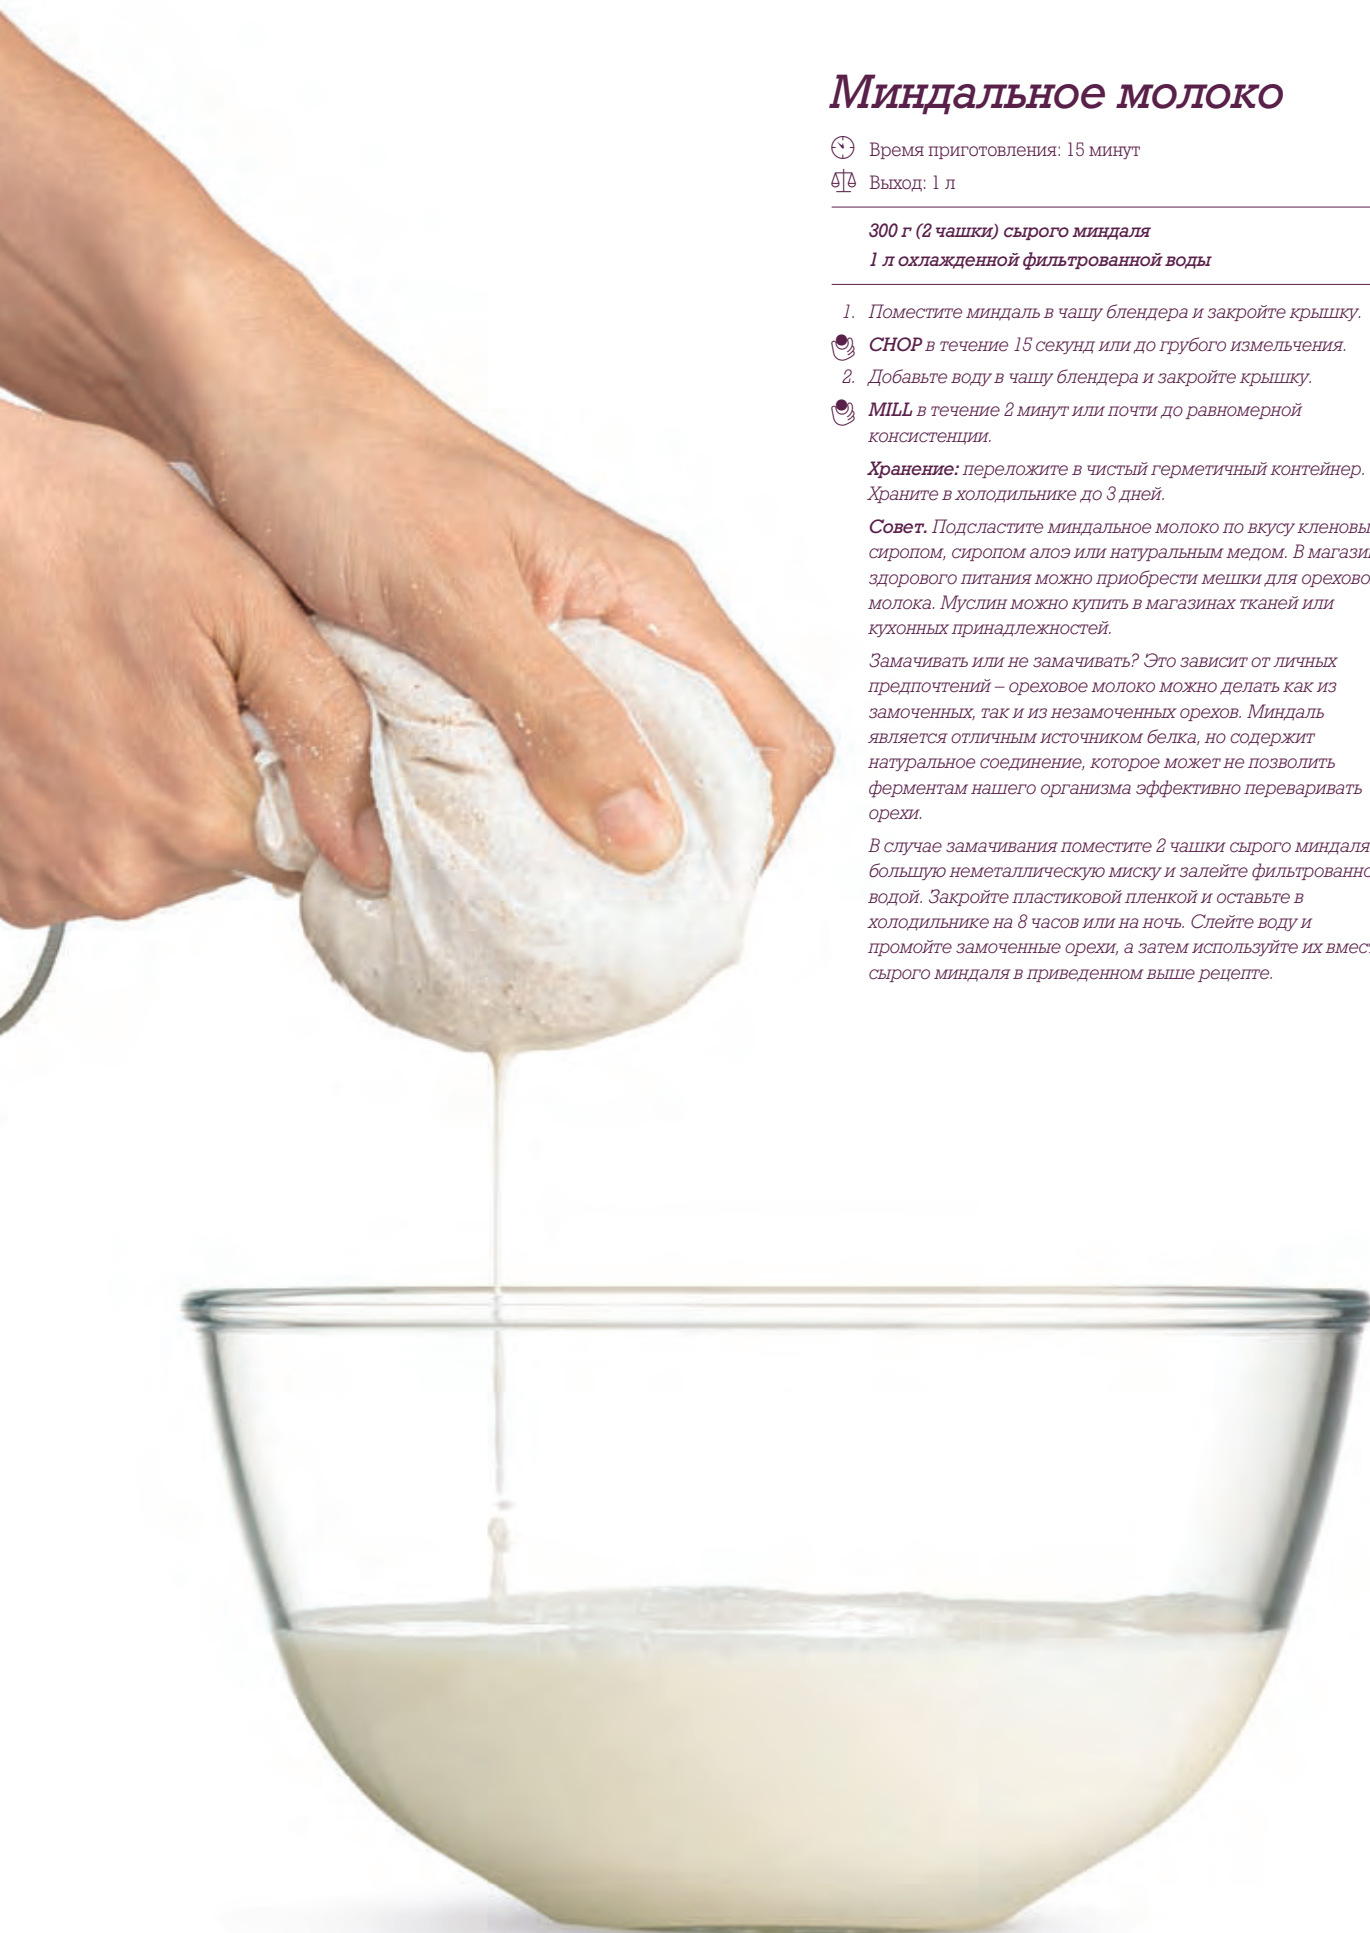 Миндальное молоко
Время приготовления: 15 минут
Выход: 1 л
300 г (2 чашки) сырого миндаля
1 л охлажденной фильтрованной воды
1. Поместите миндаль в чашу блендера и закройте крышку.
CHOP в течение 15 секунд или до грубого измельчения.
2. Добавьте воду в чашу блендера и закройте крышку.
MILL в течение 2 минут или почти до равномерной
консистенции.
Хранение: переложите в чистый герметичный контейнер.
Храните в холодильнике до 3 дней.
Совет. Подсластите миндальное молоко по вкусу
сиропом, сиропом алоэ или натуральным медом. В
здорового питания можно приобрести мешки для
молока. Муслин можно купить в магазинах тканей или
кухонных принадлежностей.
Замачивать или не замачивать? Это зависит от личных
предпочтений – ореховое молоко можно делать как из
замоченных, так и из незамоченных орехов. Миндаль
является отличным источником белка, но содержит
натуральное соединение, которое может не позволить
ферментам нашего организма эффективно переваривать
орехи.
В случае замачивания поместите 2 чашки сырого миндаля
большую неметаллическую миску и залейте
водой. Закройте пластиковой пленкой и оставьте в
холодильнике на 8 часов или на ночь. Слейте воду и
промойте замоченные орехи, а затем используйте их
сырого миндаля в приведенном выше рецепте.